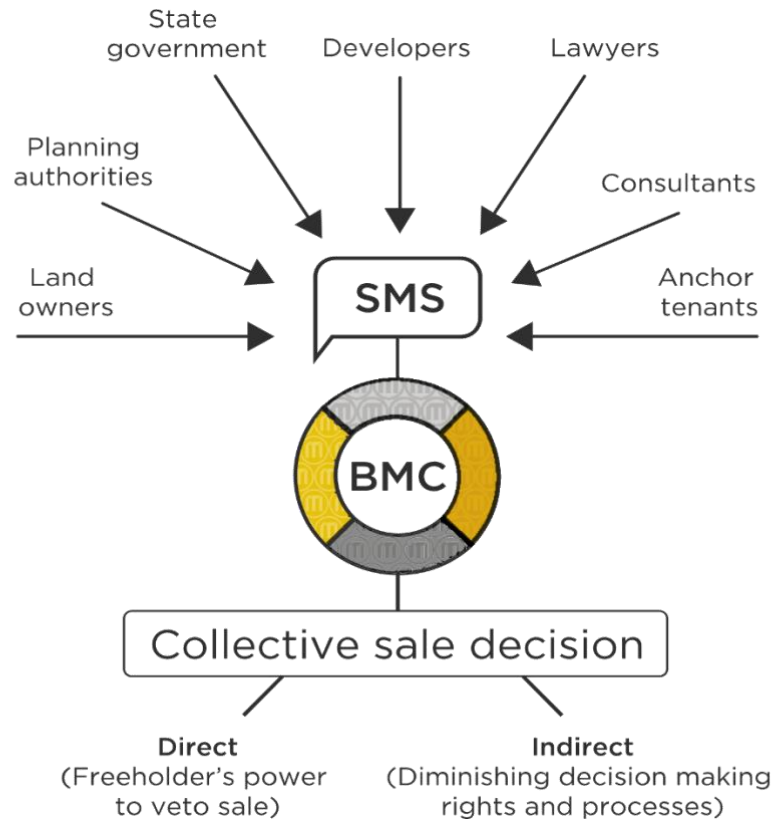 State
government
Developers
Lawyers
Planning
authorities
Consultants
Land
owners
SMS
Anchor
tenants
BMC
Collective sale decision
Direct
(Freeholder's power
to veto sale)
Indirect
(Diminishing decision making
rights and processes)